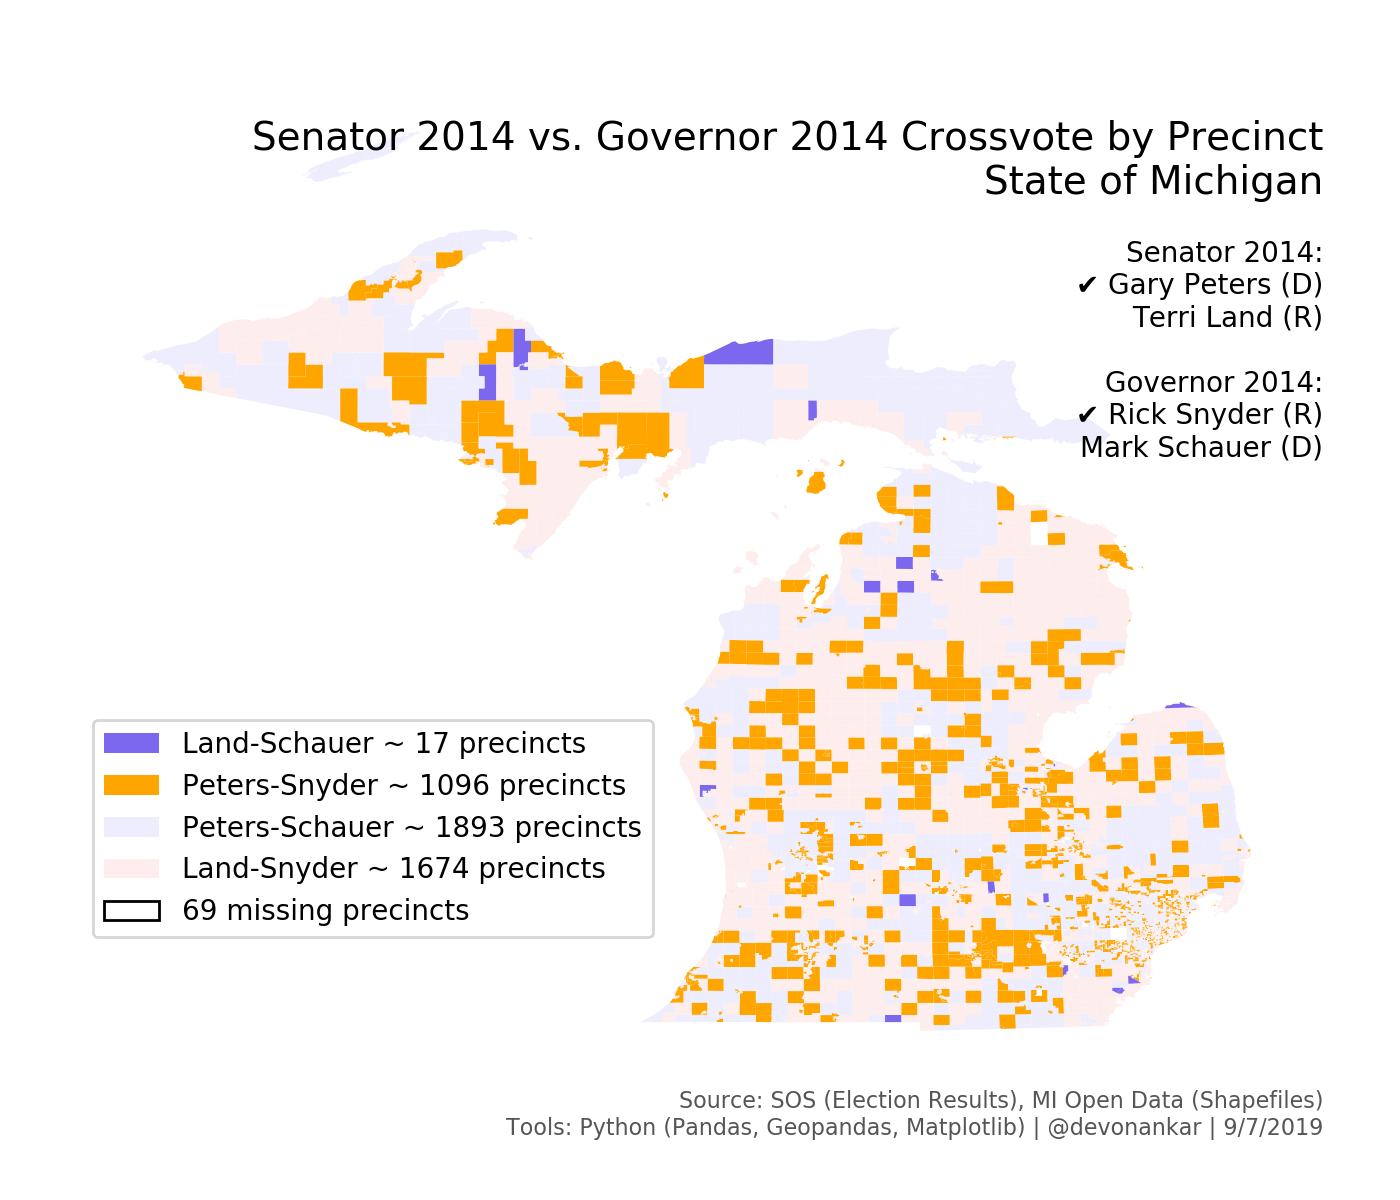 Senator 2014 vs. Governor 2014 Crossvote by Precinct
State of Michigan
Senator 2014:
✔ Gary Peters (D)
Terri Land (R)
Governor 2014:
✔ Rick Snyder (R)
Mark Schauer (D)
Land-Schauer ~ 17 precincts
Peters-Snyder ~ 1096 precincts
Peters-Schauer ~ 1893 precincts
Land-Snyder ~ 1674 precincts
69 missing precincts
Source: SOS (Election Results), MI Open Data (Shapefiles)
Tools: Python (Pandas, Geopandas, Matplotlib) | @devonankar | 9/7/2019